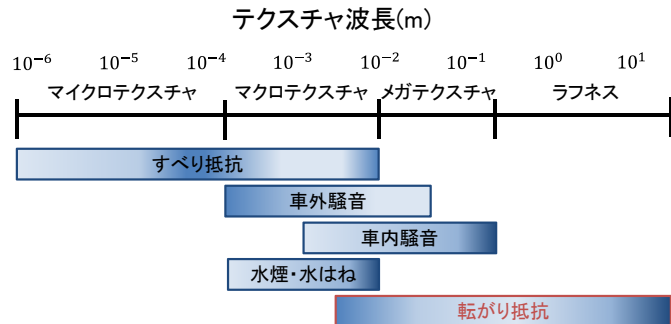 テクスチャ波長(m)
10⁻⁶ 10⁻⁵ 10⁻⁴ 10⁻³ 10⁻² 10⁻¹ 10⁰ 10¹
マイクロテクスチャ マクロテクスチャ メガテクスチャ ラフネス
すべり抵抗
車外騒音
車内騒音
水煙・水はね
転がり抵抗